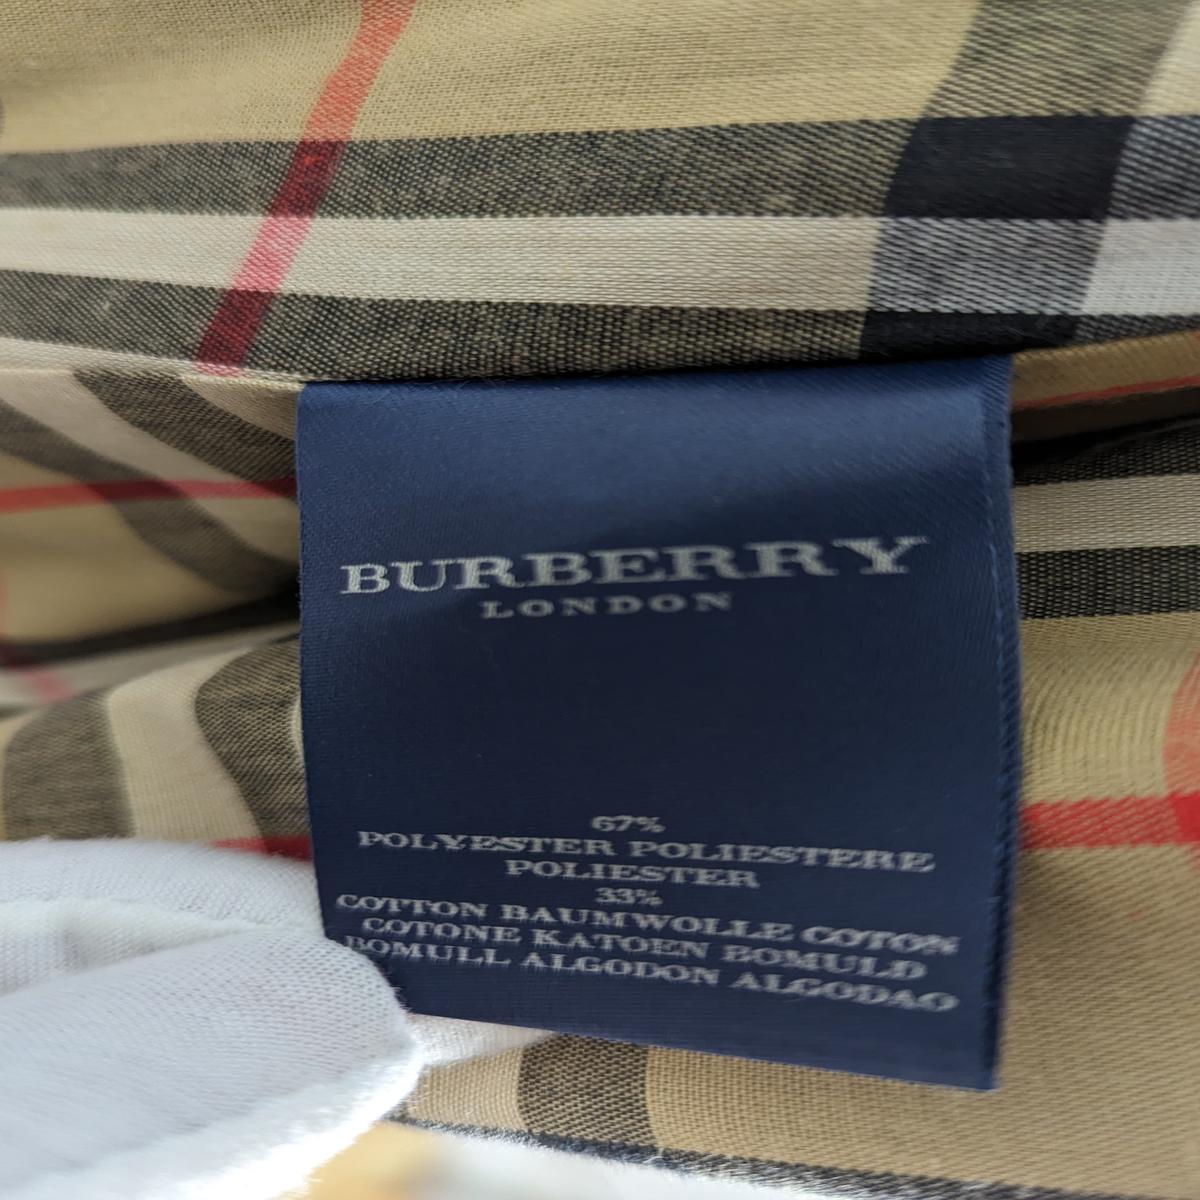 BURBERRY
LONDON
67%
POLYESTER POLIESTERE
POLIESTER
33%
COTTON BAUMWOLLE COTON
COTONE KATOEN BOMULD
BOMULL ALGODON ALGODAO